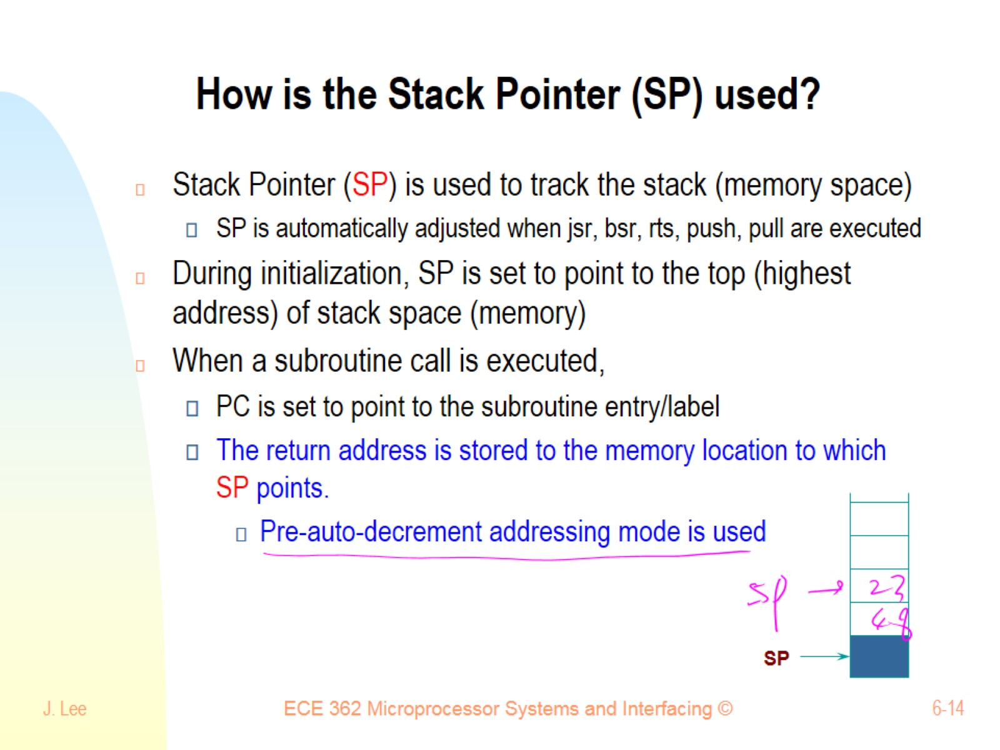 How is the Stack Pointer (SP) used?
Stack Pointer (SP) is used to track the stack (memory space)
SP is automatically adjusted when jsr, bsr, rts, push, pull are executed
During initialization, SP is set to point to the top (highest
address) of stack space (memory)
When a subroutine call is executed,
PC is set to point to the subroutine entry/label
The return address is stored to the memory location to which
SP points.
Pre-auto-decrement addressing mode is used
SP → 23
SP
J. Lee
ECE 362 Microprocessor Systems and Interfacing ©
6-14